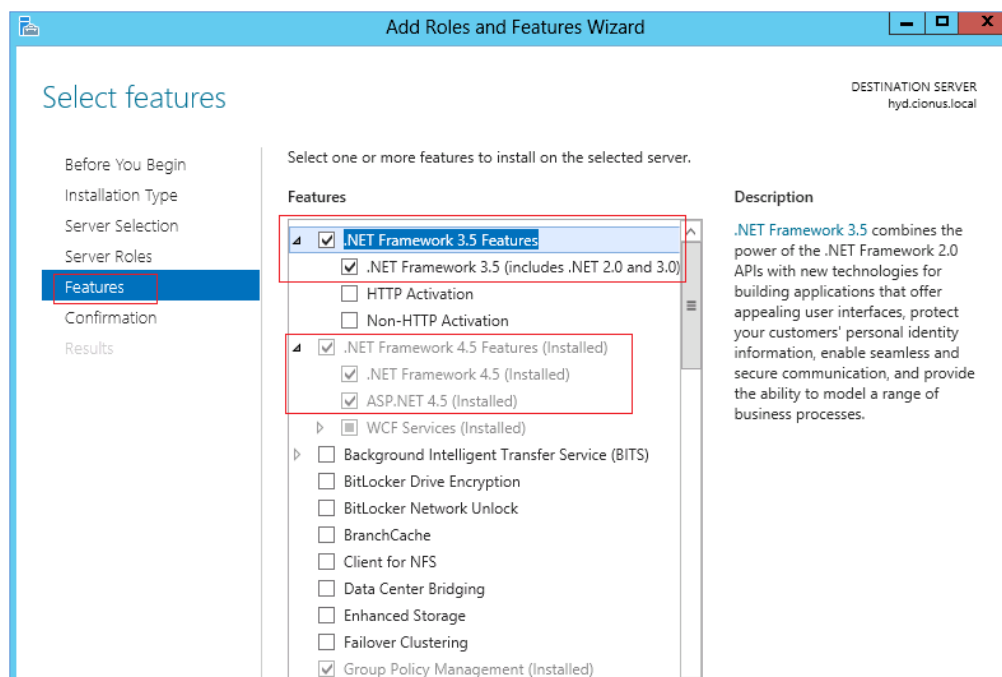 Add Roles and Features Wizard
Select features
DESTINATION SERVER
hyd.cionus.local
Before You Begin
Installation Type
Server Selection
Server Roles
Features
Confirmation
Results
Select one or more features to install on the selected server.
Features
.NET Framework 3.5 Features
.NET Framework 3.5 (includes .NET 2.0 and 3.0)
HTTP Activation
Non-HTTP Activation
.NET Framework 4.5 Features (Installed)
.NET Framework 4.5 (Installed)
ASP.NET 4.5 (Installed)
WCF Services (Installed)
Background Intelligent Transfer Service (BITS)
BitLocker Drive Encryption
BitLocker Network Unlock
BranchCache
Client for NFS
Data Center Bridging
Enhanced Storage
Failover Clustering
Group Policy Management (Installed)
Description
.NET Framework 3.5 combines the
power of the .NET Framework 2.0
APIs with new technologies for
building applications that offer
appealing user interfaces, protect
your customers' personal identity
information, enable seamless and
secure communication, and provide
the ability to model a range of
business processes.